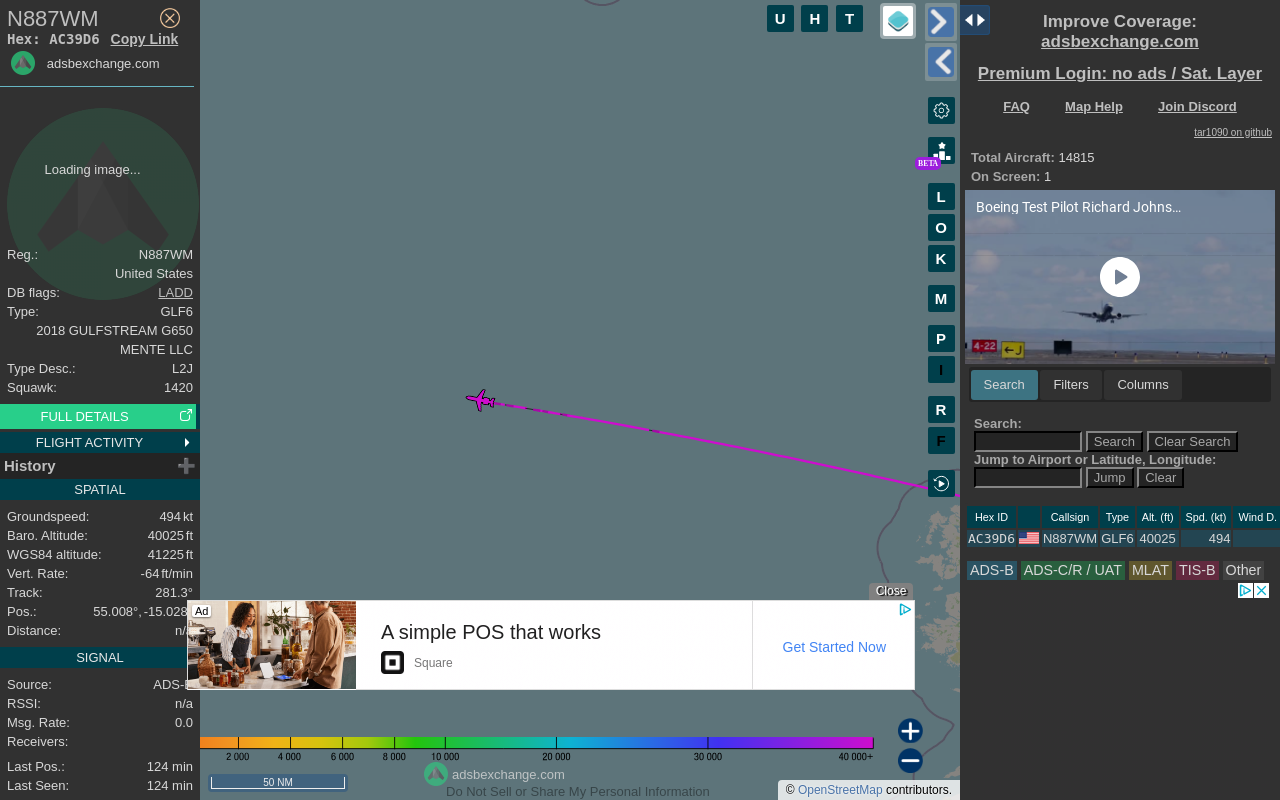 N887WM
Hex: AC39D6 Copy Link
adsbexchange.com
Loading image...
Reg.: N887WM
United States
DB flags: LADD
Type: GLF6
2018 GULFSTREAM G650
MENTE LLC
Type Desc.: L2J
Squawk: 1420
FULL DETAILS
FLIGHT ACTIVITY
History
SPATIAL
Groundspeed: 494 kt
Baro. Altitude: 40025 ft
WGS84 altitude: 41225 ft
Vert. Rate: -64 ft/min
Track: 281.3°
Pos.: 55.008°, -15.028
Distance: n/
SIGNAL
Source: ADS-
RSSI: n/a
Msg. Rate: 0.0
Receivers:
Last Pos.: 124 min
Last Seen: 124 min
U H T
BETA
L
O
K
M
P
I
R
F
Close
Ad
A simple POS that works
Square
Get Started Now
2 000 4 000 6 000 8 000 10 000 20 000 30 000 40 000+
50 NM
adsbexchange.com
Do Not Sell or Share My Personal Information
© OpenStreetMap contributors.
Improve Coverage:
adsbexchange.com
Premium Login: no ads / Sat. Layer
FAQ Map Help Join Discord
tar1090 on github
Total Aircraft: 14815
On Screen: 1
Boeing Test Pilot Richard Johns...
4-22 J
Search Filters Columns
Search:
Search Clear Search
Jump to Airport or Latitude, Longitude:
Jump Clear
Hex ID Callsign Type Alt. (ft) Spd. (kt) Wind D.
AC39D6 N887WM GLF6 40025 494
ADS-B ADS-C/R / UAT MLAT TIS-B Other